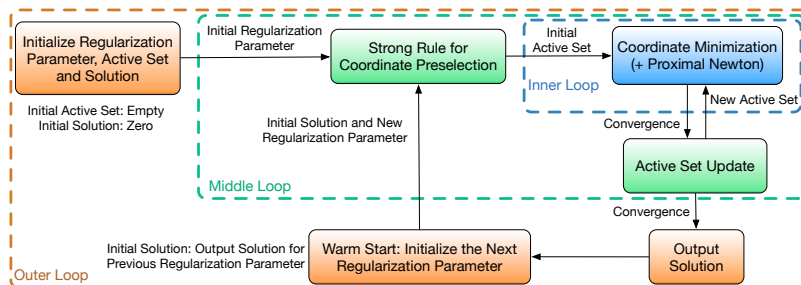 Initialize Regularization
Parameter, Active Set
and Solution
Initial Active Set: Empty
Initial Solution: Zero
Initial Regularization
Parameter
Strong Rule for
Coordinate Preselection
Initial
Active Set
Coordinate Minimization
(+ Proximal Newton)
Inner Loop
New Active Set
Convergence
Initial Solution and New
Regularization Parameter
Active Set Update
Middle Loop
Convergence
Initial Solution: Output Solution for
Previous Regularization Parameter
Warm Start: Initialize the Next
Regularization Parameter
Output
Solution
Outer Loop